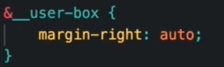 &__user-box {
margin-right: auto;
}